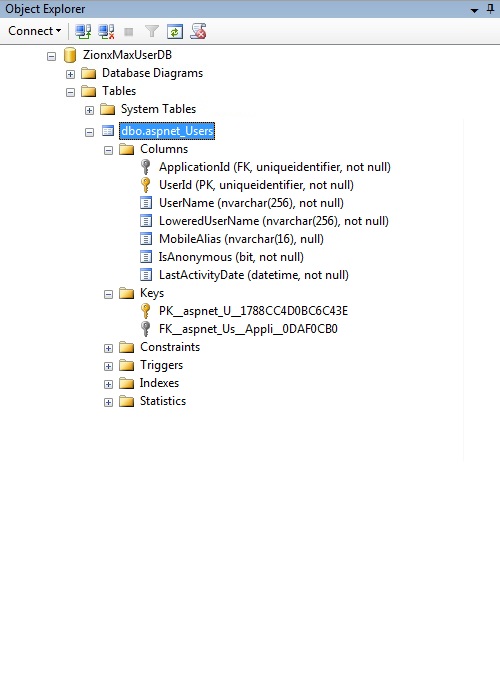 Object Explorer
Connect
ZionxMaxUserDB
Database Diagrams
Tables
System Tables
dbo.aspnet_Users
Columns
ApplicationId (FK, uniqueidentifier, not null)
UserId (PK, uniqueidentifier, not null)
UserName (nvarchar(256), not null)
LoweredUserName (nvarchar(256), not null)
MobileAlias (nvarchar(16), null)
IsAnonymous (bit, not null)
LastActivityDate (datetime, not null)
Keys
PK__aspnet_U__1788CC4D0BC6C43E
FK__aspnet_Us__Appli__0DAF0CB0
Constraints
Triggers
Indexes
Statistics